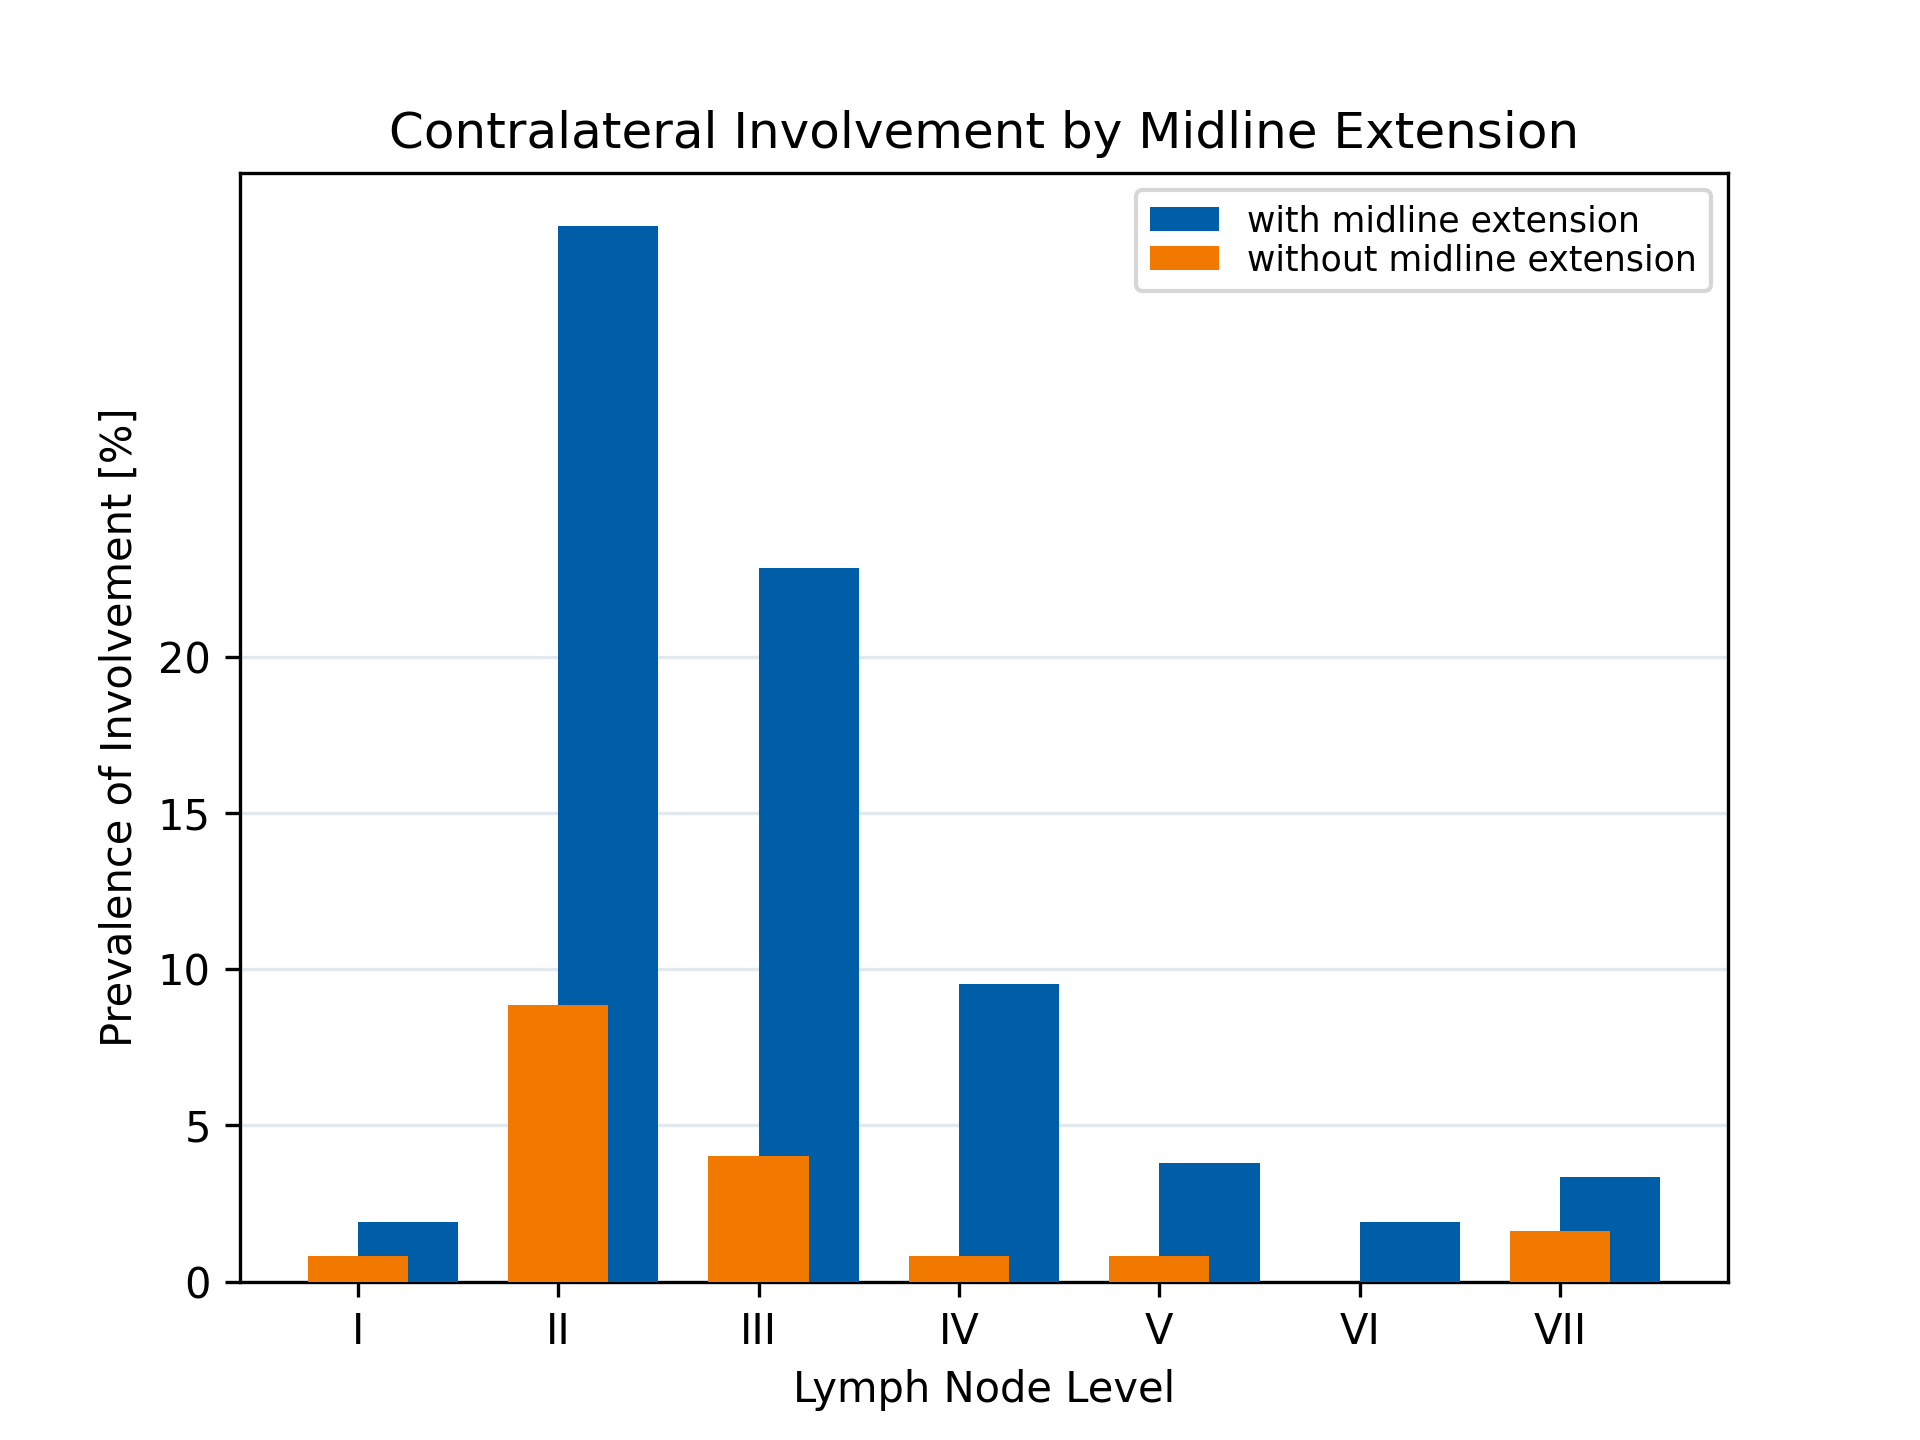 Contralateral Involvement by Midline Extension
with midline extension
without midline extension
Prevalence of Involvement [%]
20
15
10
5
0
I II III IV V VI VII
Lymph Node Level